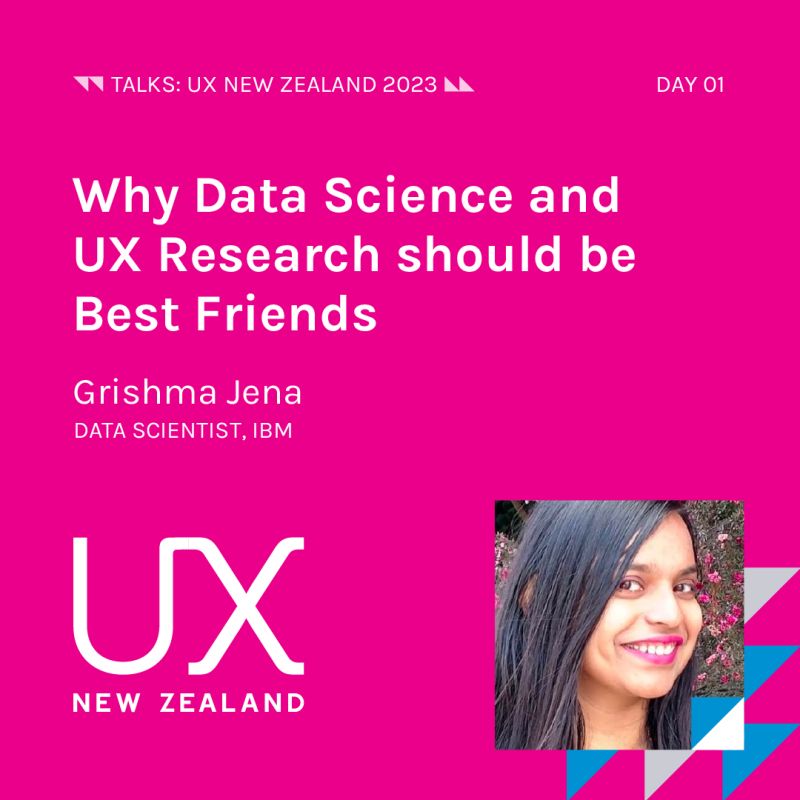 TALKS: UX NEW ZEALAND 2023
DAY 01
Why Data Science and
UX Research should be
Best Friends
Grishma Jena
DATA SCIENTIST, IBM
UX
NEW ZEALAND